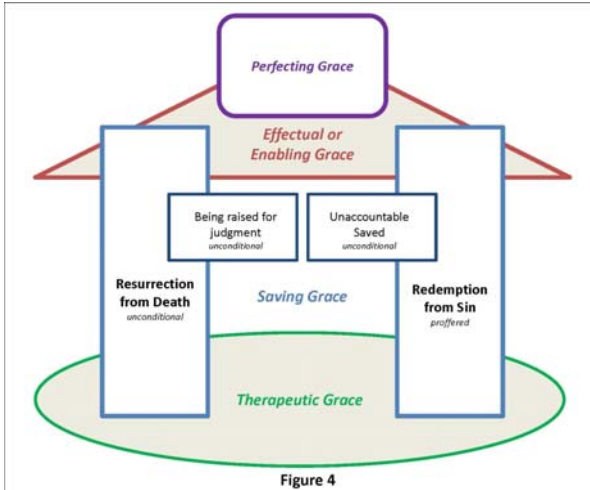 Perfecting Grace
Effectual or
Enabling Grace
Being raised for
judgment
unconditional
Unaccountable
Saved
unconditional
Resurrection
from Death
unconditional
Saving Grace
Redemption
from Sin
proffered
Therapeutic Grace
Figure 4